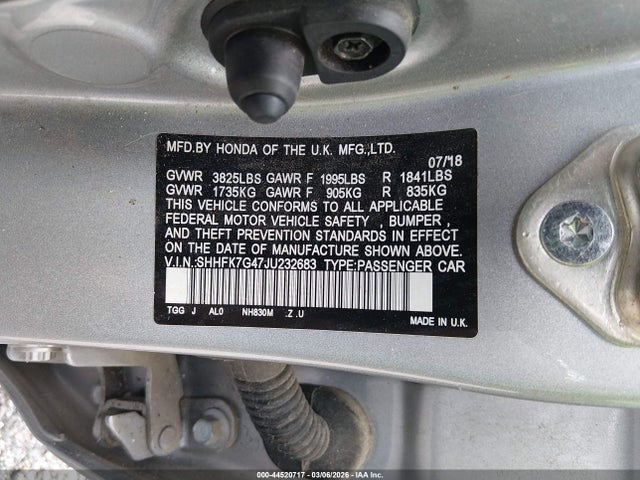 MFD.BY HONDA OF THE U.K. MFG.,LTD.
07/18
GVWR 3825LBS GAWR F 1995LBS R 1841LBS
GVWR 1735KG GAWR F 905KG R 835KG
THIS VEHICLE CONFORMS TO ALL APPLICABLE
FEDERAL MOTOR VEHICLE SAFETY , BUMPER ,
& THEFT PREVENTION STANDARDS IN EFFECT
ON THE DATE OF MANUFACTURE SHOWN ABOVE.
V.I.N.:SHHFK7G47JU232683 TYPE:PASSENGER CAR
TGG J AL0 NH830M .Z .U
MADE IN U.K.
000-44520717 - 03/06/2026 - IAA Inc.